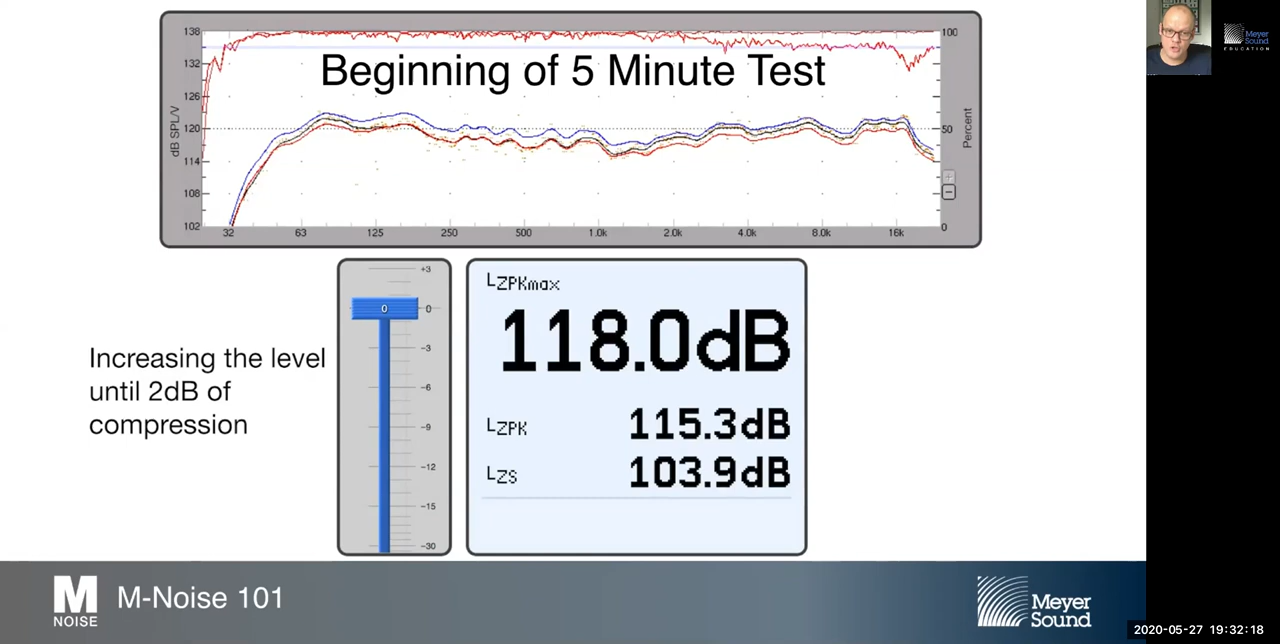 138
132
126
120
114
108
102
dB SPL/V
Beginning of 5 Minute Test
100
50
0
Percent
+
−
32 63 125 250 500 1.0k 2.0k 4.0k 8.0k 16k
Increasing the level
until 2dB of
compression
0
+3
0
−3
−6
−9
−12
−15
−30
LZPKmax
118.0dB
LZPK 115.3dB
LZS 103.9dB
M
NOISE
M-Noise 101
Meyer
Sound
Meyer
Sound
EDUCATION
2020-05-27 19:32:18